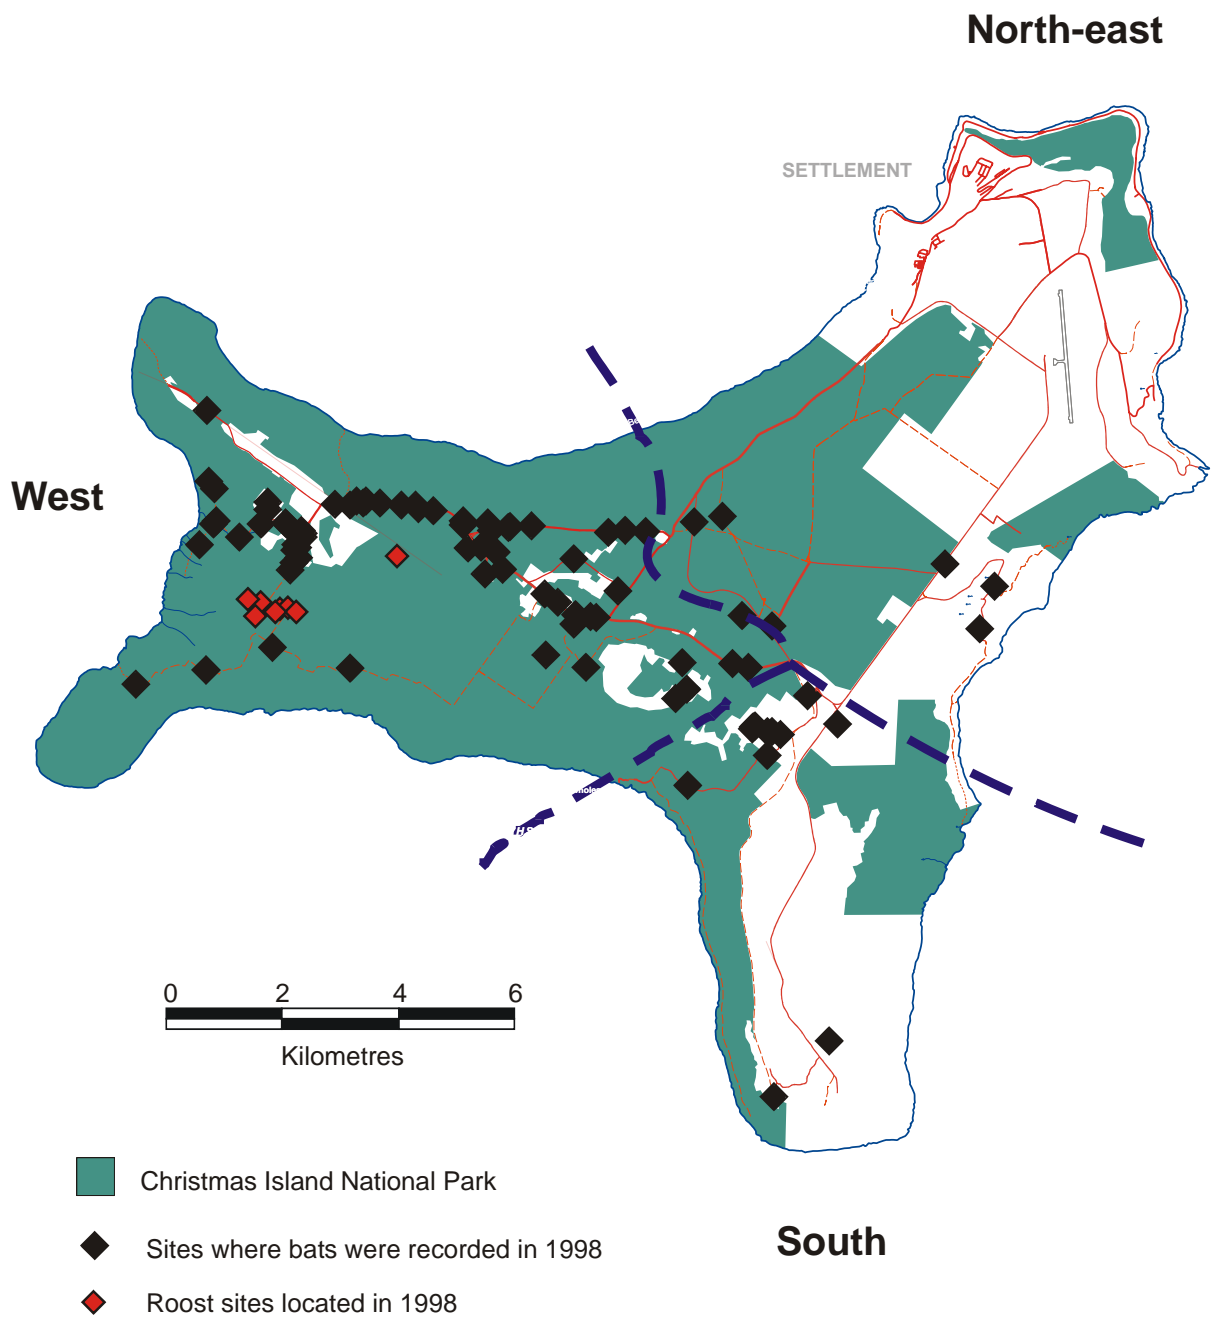 North-east
SETTLEMENT
West
0 2 4 6
Kilometres
Christmas Island National Park
South
Sites where bats were recorded in 1998
Roost sites located in 1998